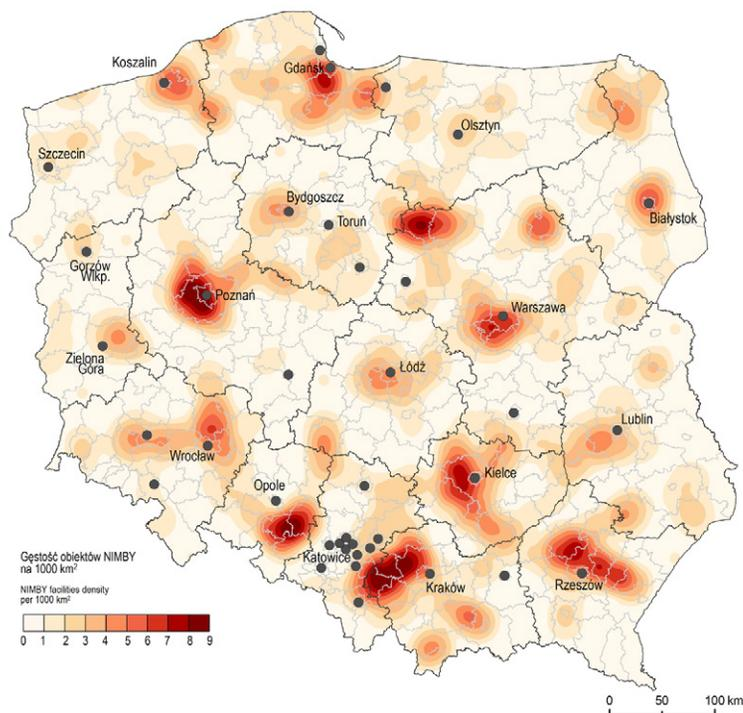 Koszalin
Gdańsk
Olsztyn
Szczecin
Bydgoszcz
Toruń
Białystok
Gorzów
Wlkp.
Poznań
Warszawa
Zielona
Góra
Łódź
Lublin
Wrocław
Kielce
Opole
Katowice
Kraków
Rzeszów
Gęstość obiektów NIMBY
na 1000 km²
NIMBY facilities density
per 1000 km²
0 1 2 3 4 5 6 7 8 9
0 50 100 km